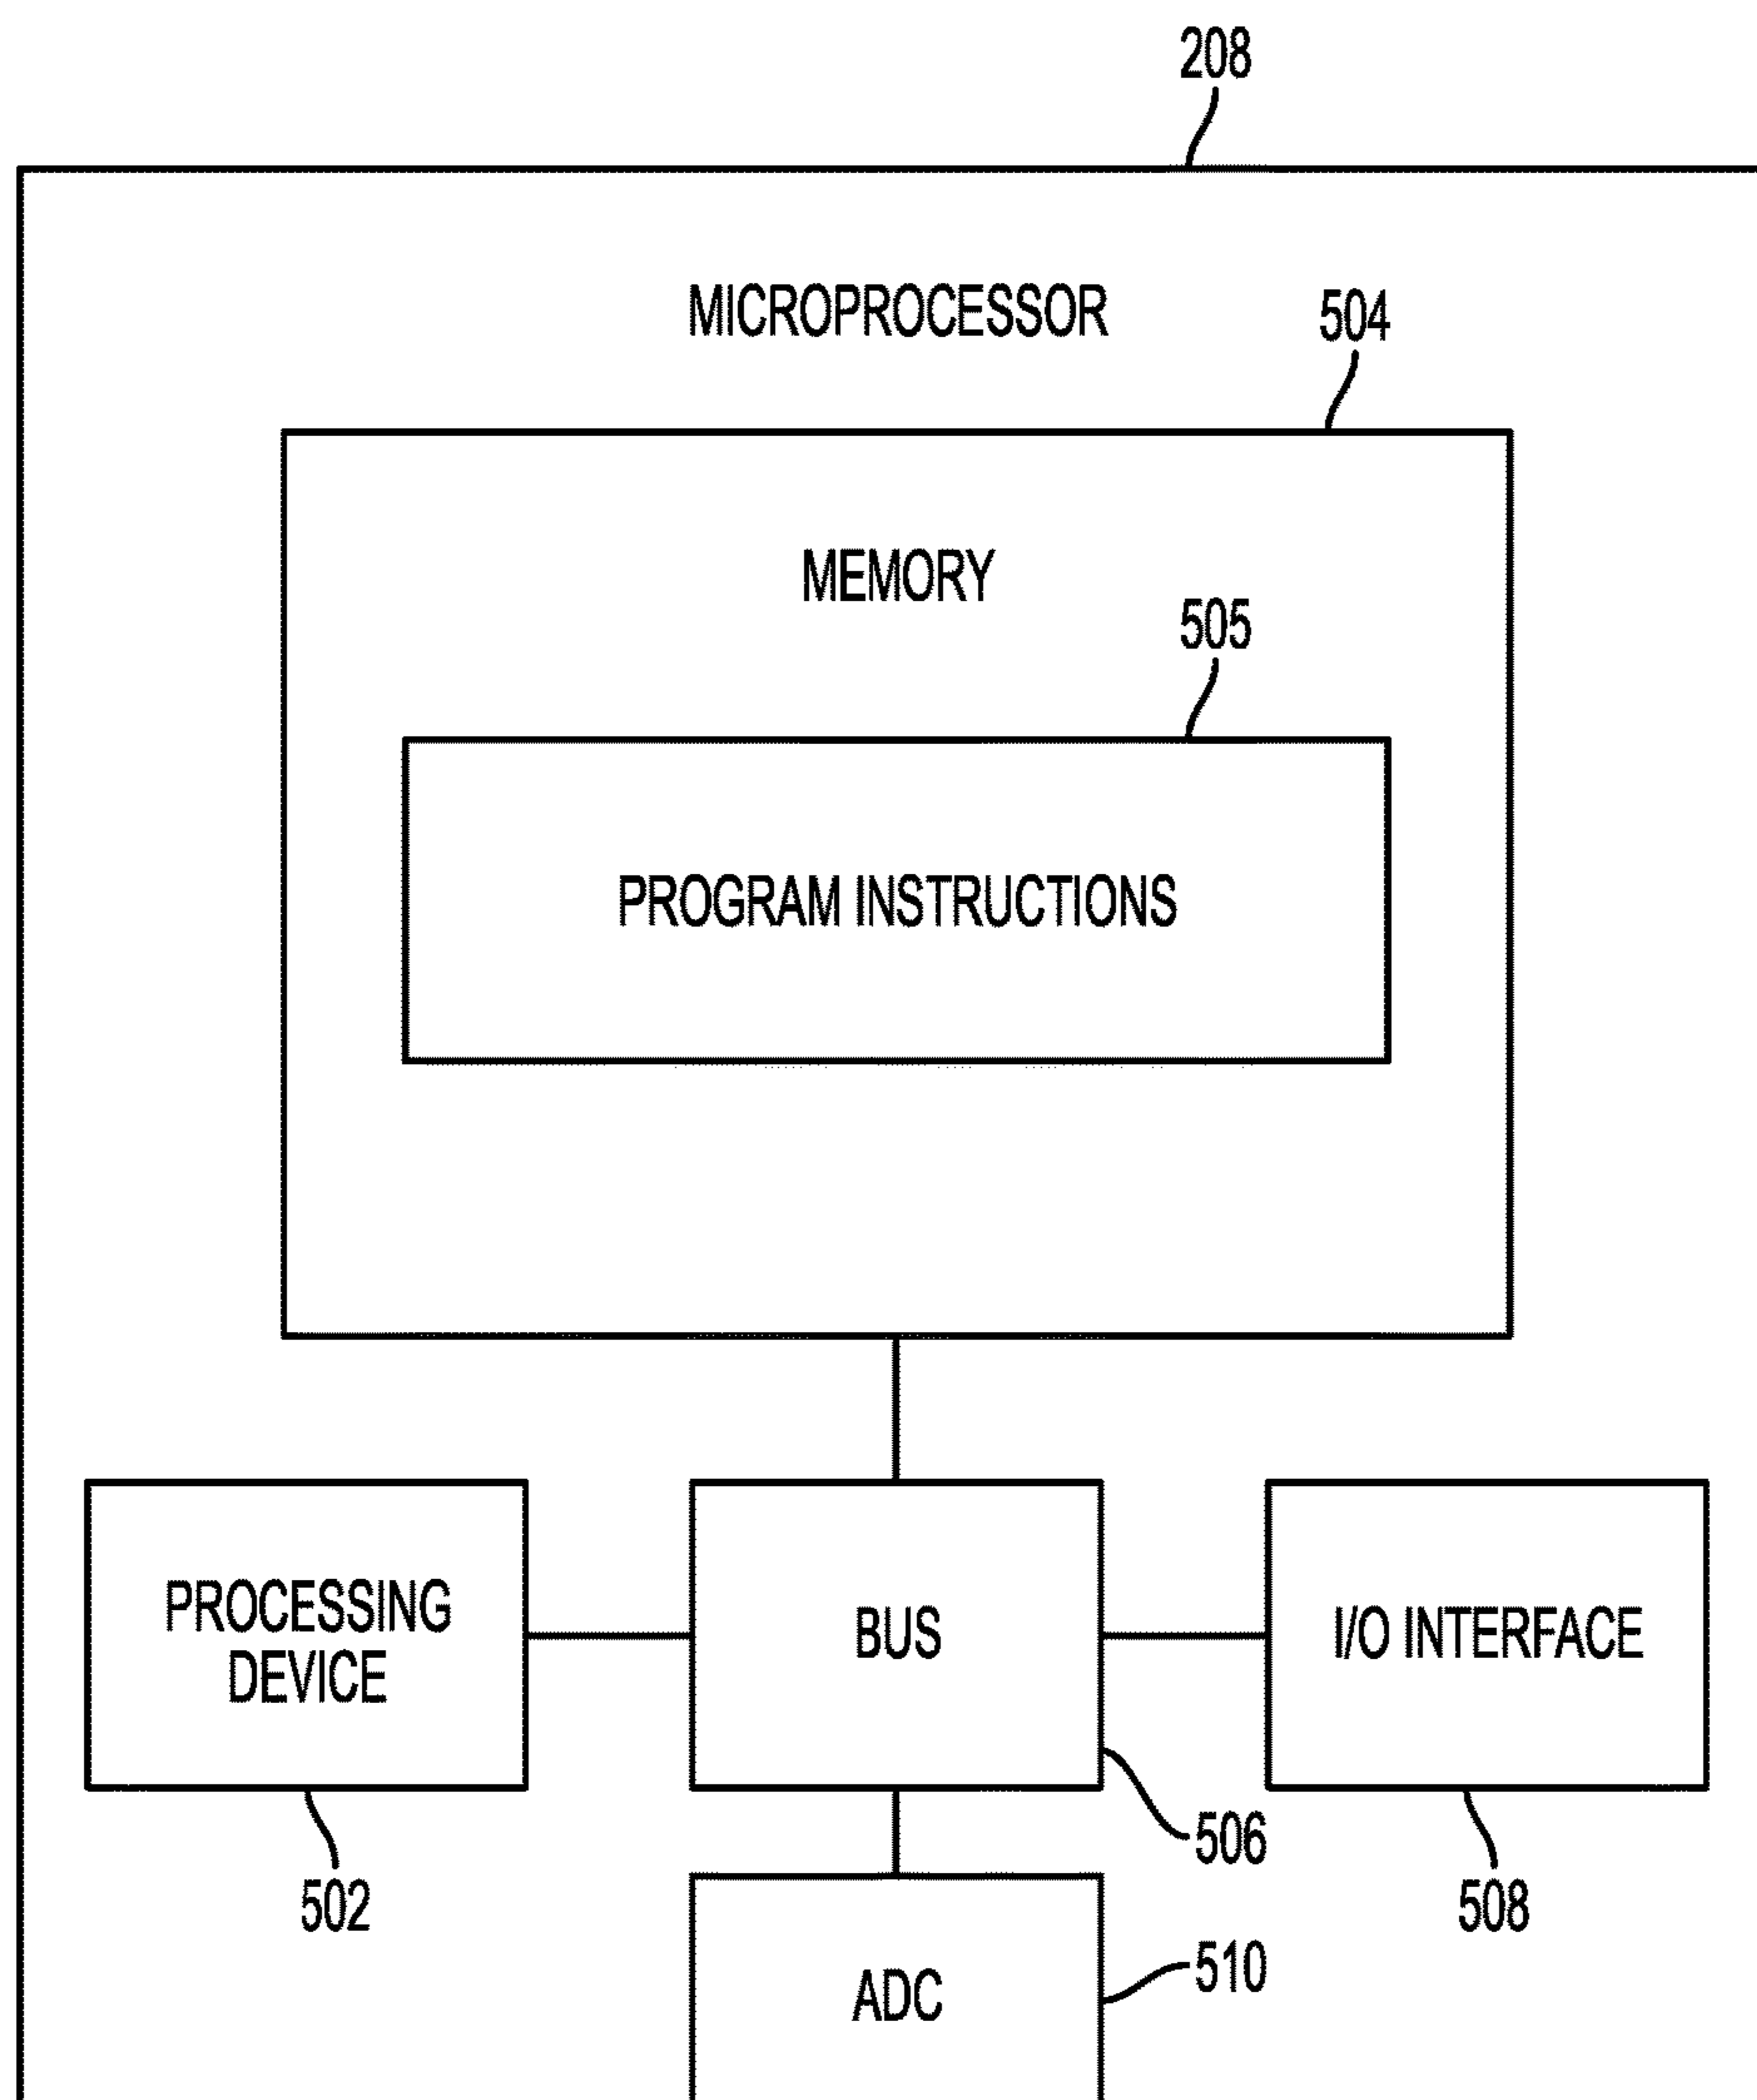 208
MICROPROCESSOR
504
MEMORY
505
PROGRAM INSTRUCTIONS
PROCESSING
DEVICE
BUS
I/O INTERFACE
506
502
508
510
ADC